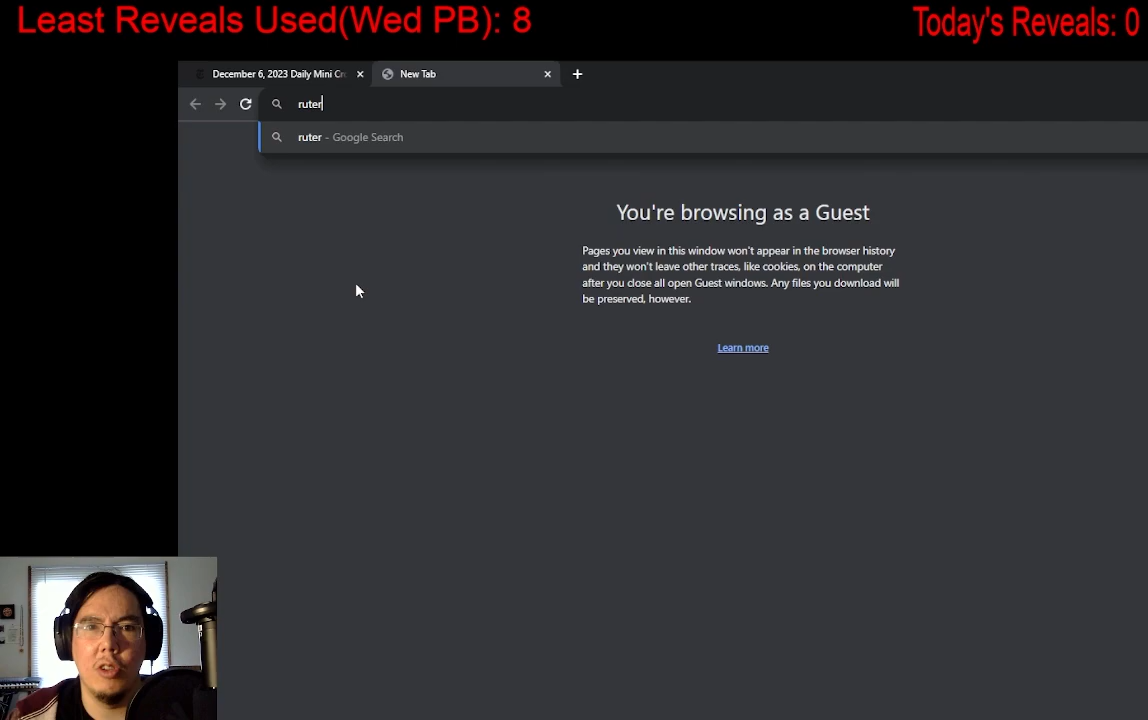 Least Reveals Used(Wed PB): 8
Today's Reveals: 0
December 6, 2023 Daily Mini Cr
New Tab
ruter
ruter - Google Search
You're browsing as a Guest
Pages you view in this window won't appear in the browser history
and they won't leave other traces, like cookies, on the computer
after you close all open Guest windows. Any files you download will
be preserved, however.
Learn more